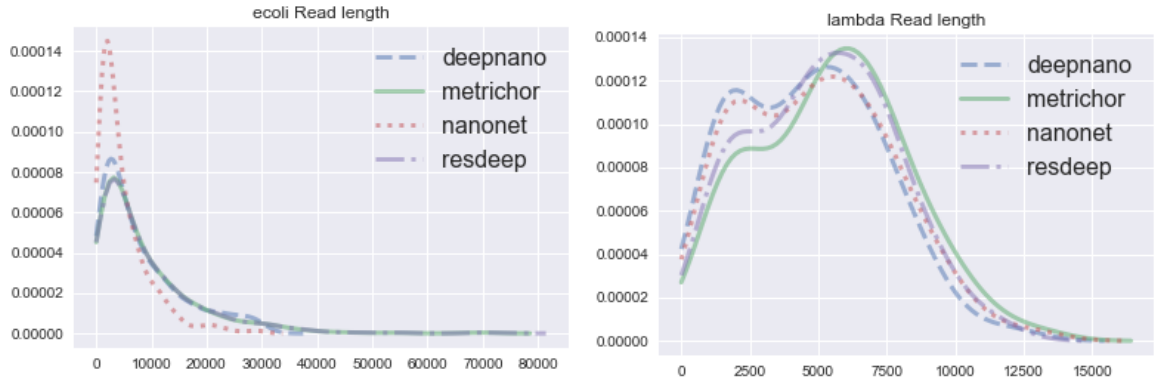 ecoli Read length
0.00014
0.00012
0.00010
0.00008
0.00006
0.00004
0.00002
0.00000
deepnano
metrichor
nanonet
resdeep
0 10000 20000 30000 40000 50000 60000 70000 80000
lambda Read length
0.00014
0.00012
0.00010
0.00008
0.00006
0.00004
0.00002
0.00000
deepnano
metrichor
nanonet
resdeep
0 2500 5000 7500 10000 12500 15000